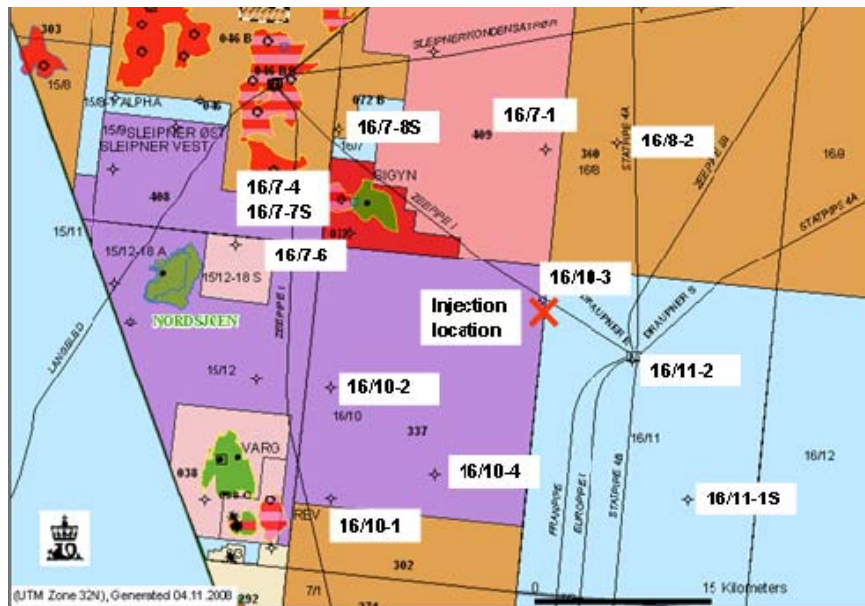 303
15/8
046 B
046 BS
SLEIPNERKONDENSATRØR
15/8-1 ALPHA
046
072 B
16/7-8S
16/7-1
409
360
16/8
16/8-2
STATPIPE 4A
ZEEPIPE IIB
16/9
15/9
SLEIPNER ØST
SLEIPNER VEST
16/7
SIGYN
408
16/7-4
16/7-7S
ZEEPIPE I
STATPIPE 4A
15/11
15/12-18 A
15/12-18 S
16/7-6
NORDSJØEN
16/10-3
Injection
location
DRAUPNER E
DRAUPNER S
LANGELED
ZEEPIPE I
15/12
16/10-2
16/10
337
16/11-2
16/11
16/12
VARG
038
16/10-4
16/10-1
REV
FRANPIPE
EUROPIPE I
STATPIPE 4B
16/11-1S
302
7/1
292
(UTM Zone 32N), Generated 04.11.2008
0
15 Kilometers